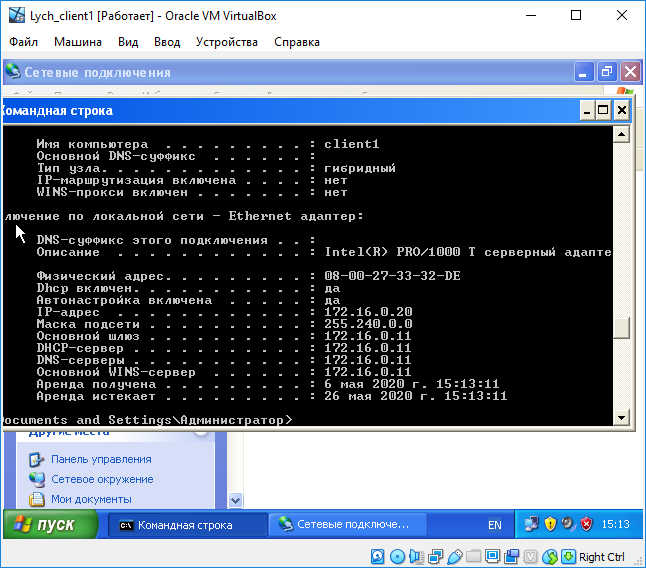 Lych_client1 [Работает] - Oracle VM VirtualBox
Файл Машина Вид Ввод Устройства Справка
Сетевые подключения
Командная строка
Имя компьютера . . . . . . . . . . : client1
Основной DNS-суффикс . . . . . . . :
Тип узла. . . . . . . . . . . . . : гибридный
IP-маршрутизация включена . . . . : нет
WINS-прокси включен . . . . . . . : нет
лючение по локальной сети - Ethernet адаптер:
DNS-суффикс этого подключения . . :
Описание . . . . . . . . . . . . : Intel(R) PRO/1000 T серверный адапте
Физический адрес. . . . . . . . . : 08-00-27-33-32-DE
Dhcp включен. . . . . . . . . . . : да
Автонастройка включена . . . . . : да
IP-адрес . . . . . . . . . . . . : 172.16.0.20
Маска подсети . . . . . . . . . . : 255.240.0.0
Основной шлюз . . . . . . . . . . : 172.16.0.11
DHCP-сервер . . . . . . . . . . . : 172.16.0.11
DNS-серверы . . . . . . . . . . . : 172.16.0.11
Основной WINS-сервер . . . . . . : 172.16.0.11
Аренда получена . . . . . . . . . : 6 мая 2020 г. 15:13:11
Аренда истекает . . . . . . . . . : 26 мая 2020 г. 15:13:11
ocuments and Settings\Администратор>
Другие места
Панель управления
Сетевое окружение
Мои документы
пуск Командная строка Сетевые подключе... EN 15:13
Right Ctrl